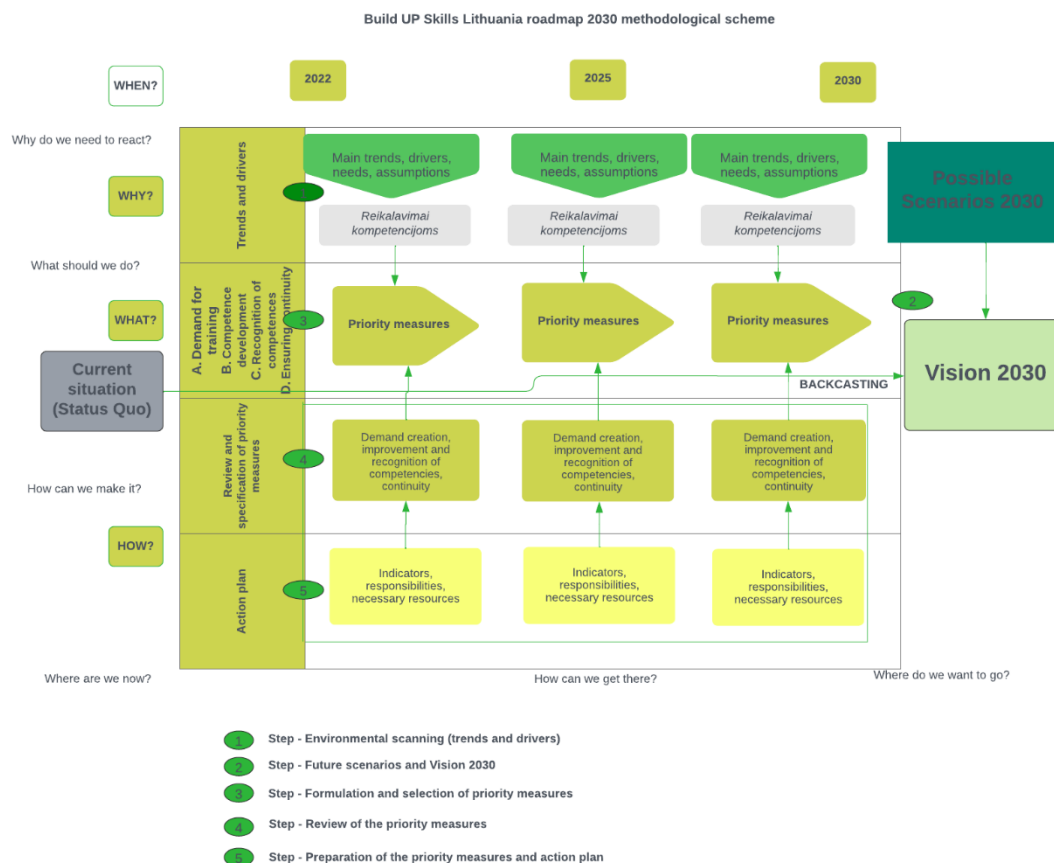 Build UP Skills Lithuania roadmap 2030 methodological scheme
WHEN?
2022
2025
2030
Why do we need to react?
WHY?
Trends and drivers
Main trends, drivers,
needs, assumptions
Main trends, drivers,
needs, assumptions
Main trends, drivers,
needs, assumptions
Reikalavimai
kompetencijoms
Reikalavimai
kompetencijoms
Reikalavimai
kompetencijoms
Possible
Scenarios 2030
What should we do?
WHAT?
A. Demand for
training
B. Competence
development
C. Recognition of
competences
D. Ensuring continuity
3
Priority measures
Priority measures
Priority measures
2
Current
situation
(Status Quo)
BACKCASTING
Vision 2030
How can we make it?
Review and
specification of priority
measures
4
Demand creation,
improvement and
recognition of
competencies,
continuity
Demand creation,
improvement and
recognition of
competencies,
continuity
Demand creation,
improvement and
recognition of
competencies,
continuity
HOW?
Action plan
5
Indicators,
responsibilities,
necessary resources
Indicators,
responsibilities,
necessary resources
Indicators,
responsibilities,
necessary resources
Where are we now?
How can we get there?
Where do we want to go?
1 Step - Environmental scanning (trends and drivers)
2 Step - Future scenarios and Vision 2030
3 Step - Formulation and selection of priority measures
4 Step - Review of the priority measures
5 Step - Preparation of the priority measures and action plan